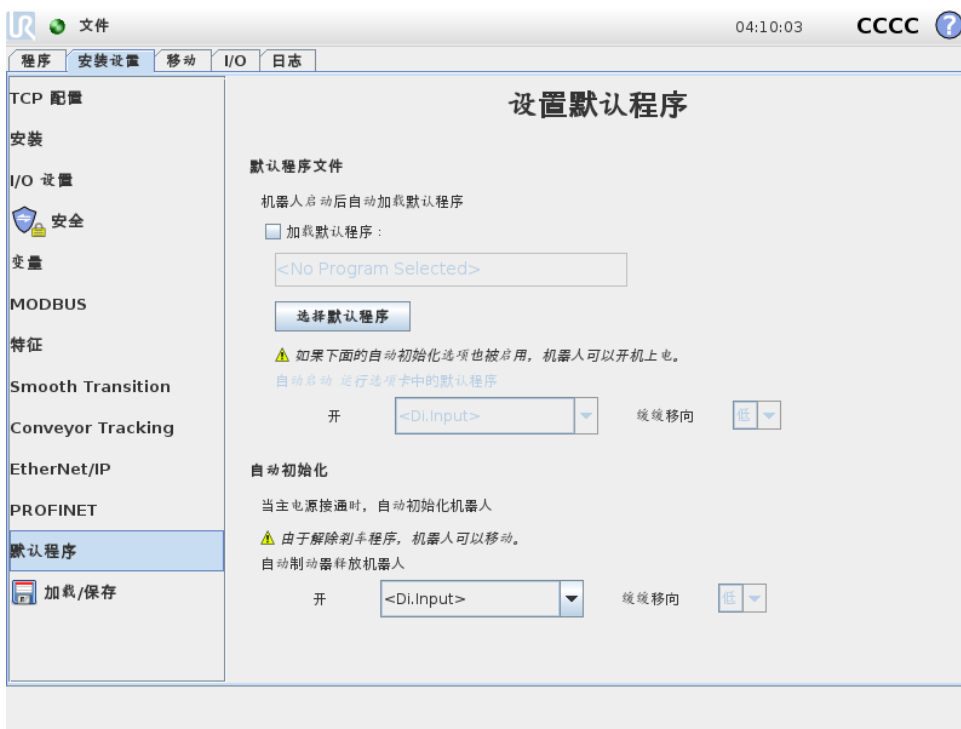 UR 文件 04:10:03 CCCC ?
程序 安装设置 移动 I/O 日志
TCP 配置
安装
I/O 设置
安全
变量
MODBUS
特征
Smooth Transition
Conveyor Tracking
EtherNet/IP
PROFINET
默认程序
加载/保存
设置默认程序
默认程序文件
机器人启动后自动加载默认程序
加载默认程序：
<No Program Selected>
选择默认程序
如果下面的自动初始化选项也被启用，机器人可以开机上电。
自动启动 运行选项卡中的默认程序
开 <Di.Input> 缓缓移向 低
自动初始化
当主电源接通时，自动初始化机器人
由于解除刹车程序，机器人可以移动。
自动制动器释放机器人
开 <Di.Input> 缓缓移向 低